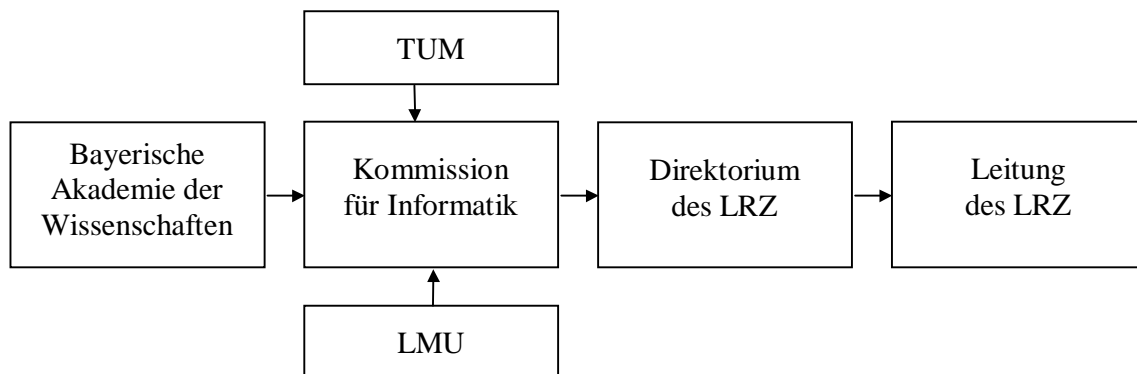 TUM
Bayerische
Akademie der
Wissenschaften
Kommission
für Informatik
Direktorium
des LRZ
Leitung
des LRZ
LMU